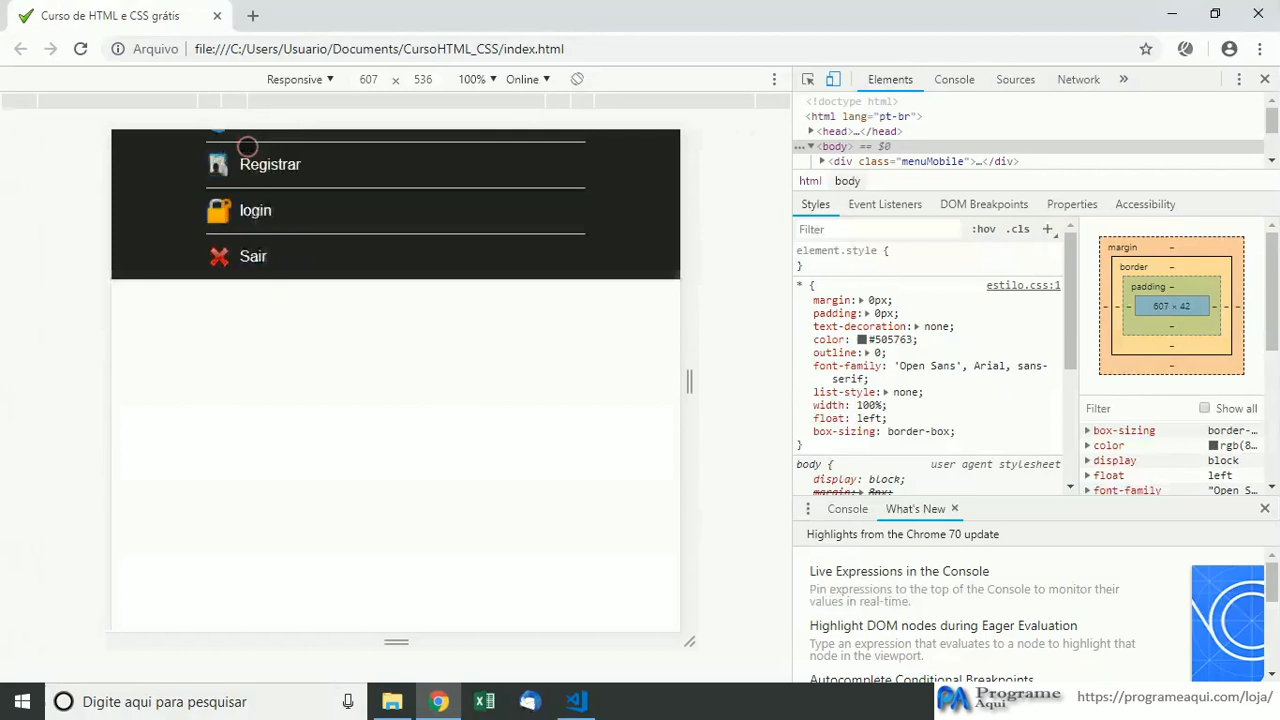 Curso de HTML e CSS grátis
Arquivo file:///C:/Users/Usuario/Documents/CursoHTML_CSS/index.html
Responsive 607 × 536 100% Online
Elements Console Sources Network »
<!doctype html>
<html lang="pt-br">
<head>…</head>
<body> == $0
<div class="menuMobile">…</div>
html body
Styles Event Listeners DOM Breakpoints Properties Accessibility
Filter :hov .cls +
element.style {
}
* { estilo.css:1
margin: 0px;
padding: 0px;
text-decoration: none;
color: #505763;
outline: 0;
font-family: 'Open Sans', Arial, sans-
serif;
list-style: none;
width: 100%;
float: left;
box-sizing: border-box;
}
body { user agent stylesheet
display: block;
margin: 8px;
margin –
border –
padding –
– – – 607 × 42 – – –
–
–
–
Filter Show all
box-sizing border-…
color rgb(8…
display block
float left
font-family "Open S…
Registrar
login
Sair
Console What's New ×
Highlights from the Chrome 70 update
Live Expressions in the Console
Pin expressions to the top of the Console to monitor their
values in real-time.
Highlight DOM nodes during Eager Evaluation
Type an expression that evaluates to a node to highlight that
node in the viewport.
Autocomplete Conditional Breakpoints
Digite aqui para pesquisar
PA Programe
Aqui
https://programeaqui.com/loja/